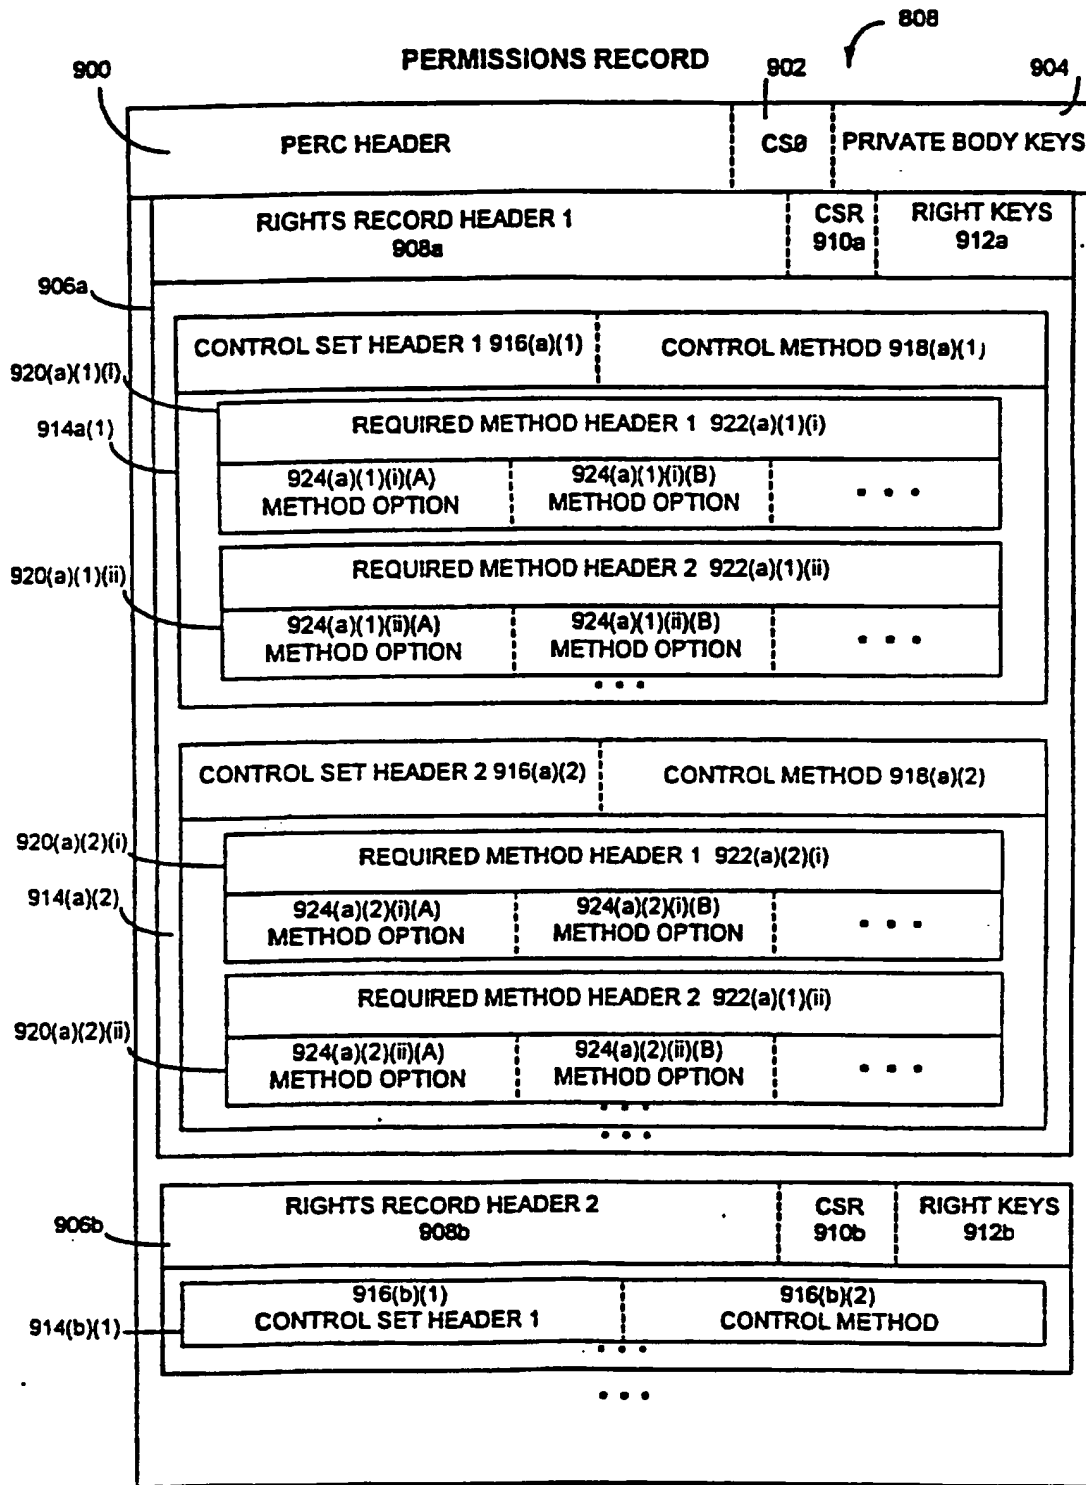 808
PERMISSIONS RECORD
900
902
904
PERC HEADER
CS0
PRIVATE BODY KEYS
RIGHTS RECORD HEADER 1
908a
CSR
910a
RIGHT KEYS
912a
906a
CONTROL SET HEADER 1 916(a)(1)
CONTROL METHOD 918(a)(1)
920(a)(1)(i)
914a(1)
REQUIRED METHOD HEADER 1 922(a)(1)(i)
924(a)(1)(i)(A)
METHOD OPTION
924(a)(1)(i)(B)
METHOD OPTION
• • •
920(a)(1)(ii)
REQUIRED METHOD HEADER 2 922(a)(1)(ii)
924(a)(1)(ii)(A)
METHOD OPTION
924(a)(1)(ii)(B)
METHOD OPTION
• • •
• • •
CONTROL SET HEADER 2 916(a)(2)
CONTROL METHOD 918(a)(2)
920(a)(2)(i)
914(a)(2)
REQUIRED METHOD HEADER 1 922(a)(2)(i)
924(a)(2)(i)(A)
METHOD OPTION
924(a)(2)(i)(B)
METHOD OPTION
• • •
920(a)(2)(ii)
REQUIRED METHOD HEADER 2 922(a)(1)(ii)
924(a)(2)(ii)(A)
METHOD OPTION
924(a)(2)(ii)(B)
METHOD OPTION
• • •
• • •
• • •
906b
RIGHTS RECORD HEADER 2
908b
CSR
910b
RIGHT KEYS
912b
914(b)(1)
916(b)(1)
CONTROL SET HEADER 1
916(b)(2)
CONTROL METHOD
• • •
• • •